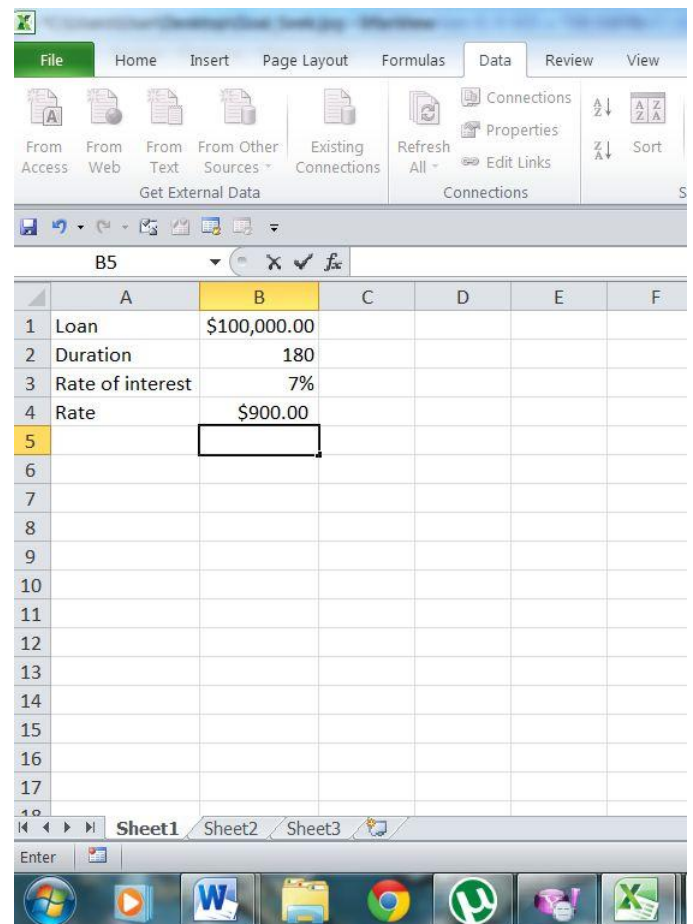 File Home Insert Page Layout Formulas Data Review View
From Access
From Web
From Text
From Other Sources
Existing Connections
Refresh All
Connections
Properties
Edit Links
Sort
Get External Data
Connections
S
B5 fx
A B C D E F
1 Loan $100,000.00
2 Duration 180
3 Rate of interest 7%
4 Rate $900.00
5
6
7
8
9
10
11
12
13
14
15
16
17
18
Sheet1 Sheet2 Sheet3
Enter